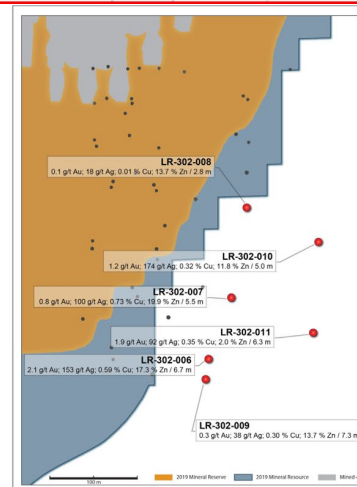 LR-302-008
0.1 g/t Au; 18 g/t Ag; 0.01 % Cu; 13.7 % Zn / 2.8 m
LR-302-010
1.2 g/t Au; 174 g/t Ag; 0.32 % Cu; 11.8 % Zn / 5.0 m
LR-302-007
0.8 g/t Au; 100 g/t Ag; 0.73 % Cu; 19.9 % Zn / 5.5 m
LR-302-011
1.9 g/t Au; 92 g/t Ag; 0.35 % Cu; 2.0 % Zn / 6.3 m
LR-302-006
2.1 g/t Au; 153 g/t Ag; 0.59 % Cu; 17.3 % Zn / 6.7 m
LR-302-009
0.3 g/t Au; 38 g/t Ag; 0.30 % Cu; 13.7 % Zn / 7.3 m
100 m
2019 Mineral Reserve
2019 Mineral Resource
Mined-